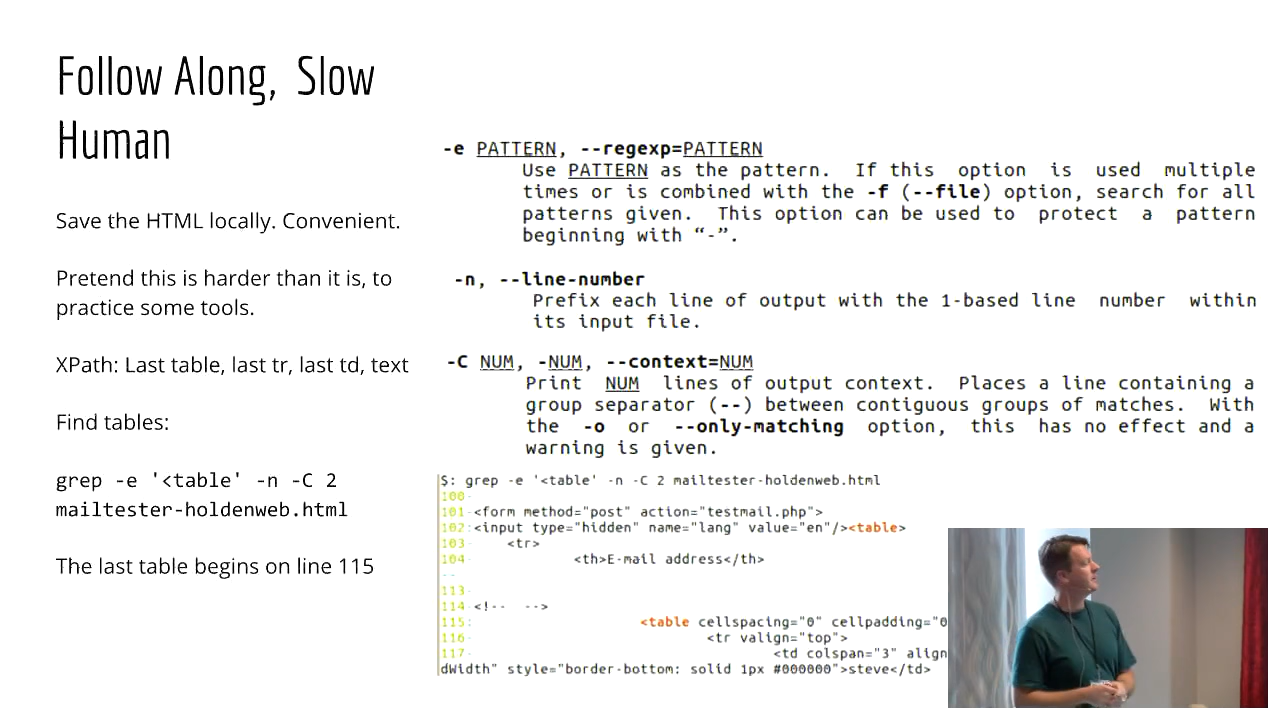 Follow Along, Slow
Human
Save the HTML locally. Convenient.
Pretend this is harder than it is, to
practice some tools.
XPath: Last table, last tr, last td, text
Find tables:
grep -e '<table' -n -C 2
mailtester-holdenweb.html
The last table begins on line 115
-e PATTERN, --regexp=PATTERN
Use PATTERN as the pattern. If this option is used multiple
times or is combined with the -f (--file) option, search for all
patterns given. This option can be used to protect a pattern
beginning with “-”.
-n, --line-number
Prefix each line of output with the 1-based line number within
its input file.
-C NUM, -NUM, --context=NUM
Print NUM lines of output context. Places a line containing a
group separator (--) between contiguous groups of matches. With
the -o or --only-matching option, this has no effect and a
warning is given.
$: grep -e '<table' -n -C 2 mailtester-holdenweb.html
100-
101-<form method="post" action="testmail.php">
102:<input type="hidden" name="lang" value="en"/><table>
103- <tr>
104- <th>E-mail address</th>
--
113-
114-<!-- -->
115: <table cellspacing="0" cellpadding="0
116- <tr valign="top">
117- <td colspan="3" align
dWidth" style="border-bottom: solid 1px #000000">steve</td>